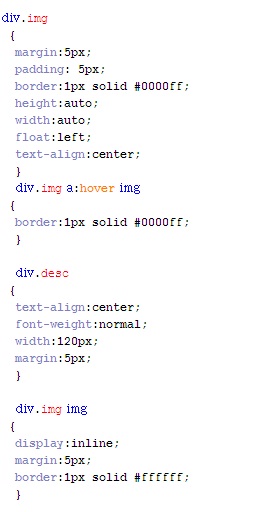 div.img
{
margin:5px;
padding: 5px;
border:1px solid #0000ff;
height:auto;
width:auto;
float:left;
text-align:center;
}
div.img a:hover img
{
border:1px solid #0000ff;
}
div.desc
{
text-align:center;
font-weight:normal;
width:120px;
margin:5px;
}
div.img img
{
display:inline;
margin:5px;
border:1px solid #ffffff;
}